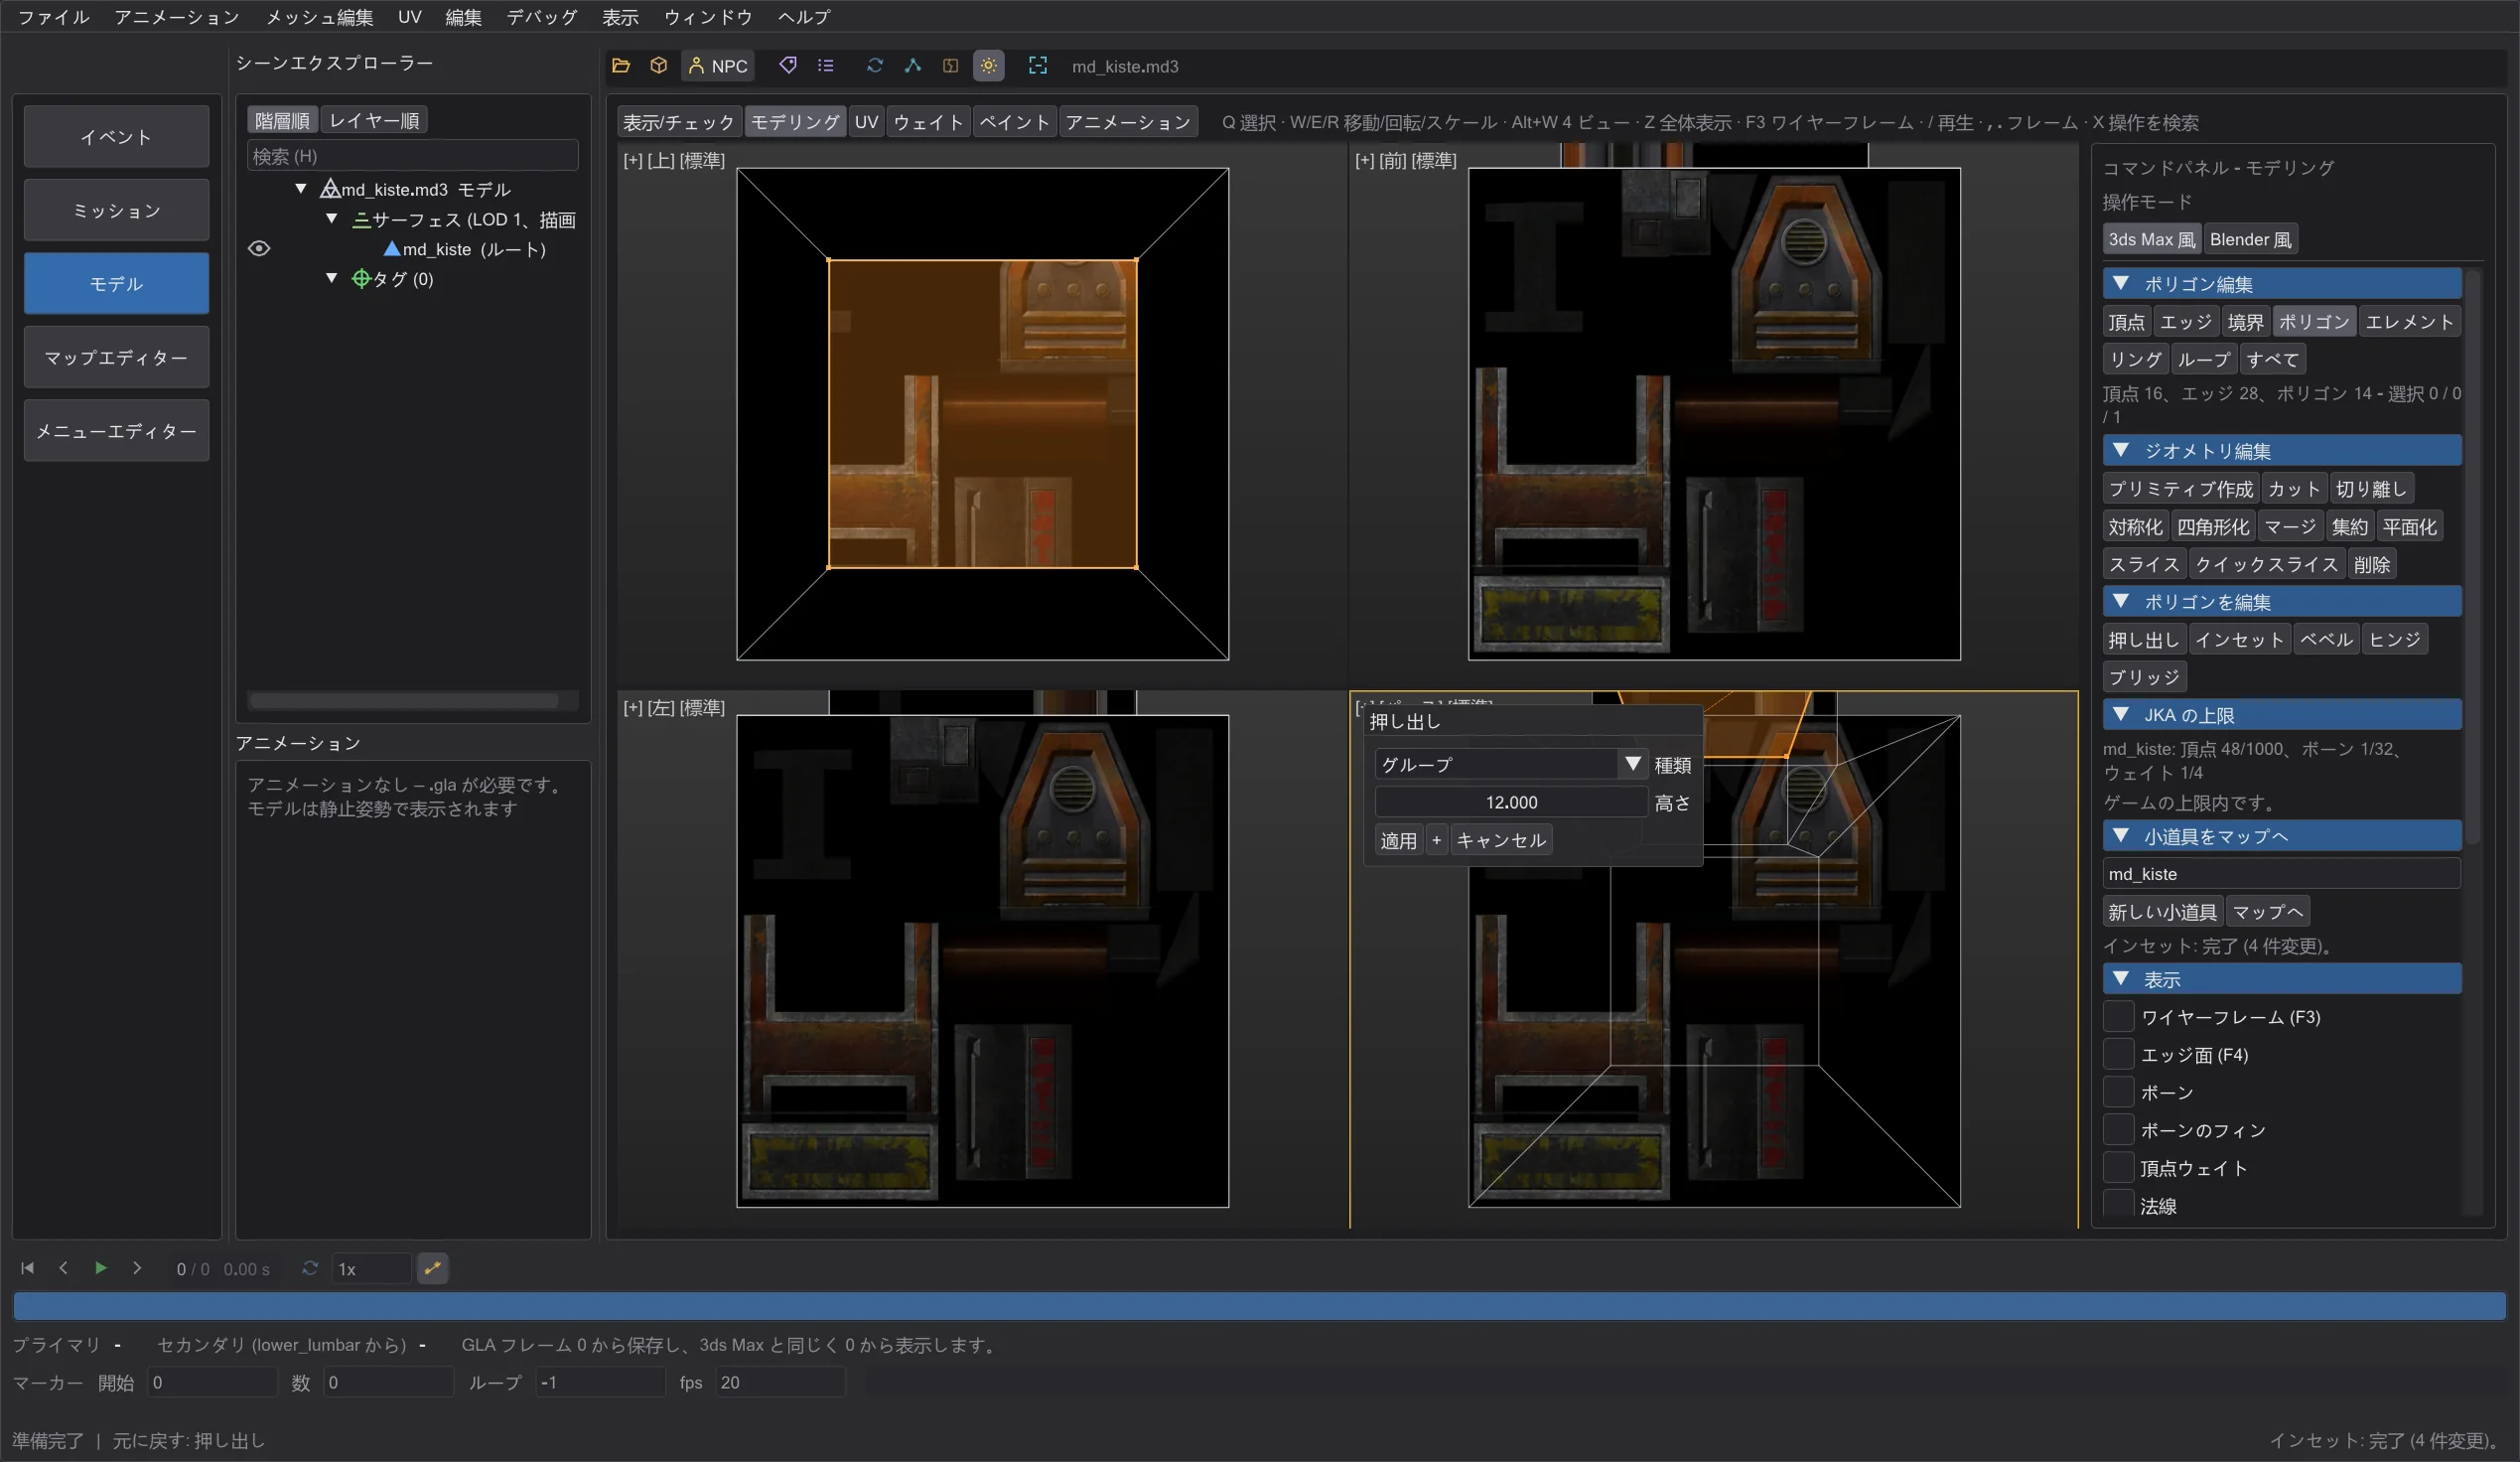 ファイル アニメーション メッシュ編集 UV 編集 デバッグ 表示 ウィンドウ ヘルプ
シーンエクスプローラー
NPC md_kiste.md3
イベント
ミッション
モデル
マップエディター
メニューエディター
階層順 レイヤー順
検索 (H)
md_kiste.md3 モデル
サーフェス (LOD 1、描画
md_kiste (ルート)
タグ (0)
アニメーション
アニメーションなし – .gla が必要です。
モデルは静止姿勢で表示されます
表示/チェック モデリング UV ウェイト ペイント アニメーション Q 選択 · W/E/R 移動/回転/スケール · Alt+W 4 ビュー · Z 全体表示 · F3 ワイヤーフレーム · / 再生 · , . フレーム · X 操作を検索
[+] [上] [標準]
[+] [前] [標準]
[+] [左] [標準]
押し出し
グループ 種類
12.000 高さ
適用 + キャンセル
コマンドパネル - モデリング
操作モード
3ds Max 風 Blender 風
ポリゴン編集
頂点 エッジ 境界 ポリゴン エレメント
リング ループ すべて
頂点 16、エッジ 28、ポリゴン 14 - 選択 0 / 0
/ 1
ジオメトリ編集
プリミティブ作成 カット 切り離し
対称化 四角形化 マージ 集約 平面化
スライス クイックスライス 削除
ポリゴンを編集
押し出し インセット ベベル ヒンジ
ブリッジ
JKA の上限
md_kiste: 頂点 48/1000、ボーン 1/32、
ウェイト 1/4
ゲームの上限内です。
小道具をマップへ
md_kiste
新しい小道具 マップへ
インセット: 完了 (4 件変更)。
表示
ワイヤーフレーム (F3)
エッジ面 (F4)
ボーン
ボーンのフィン
頂点ウェイト
法線
0 / 0 0.00 s 1x
プライマリ - セカンダリ (lower_lumbar から) - GLA フレーム 0 から保存し、3ds Max と同じく 0 から表示します。
マーカー 開始 0 数 0 ループ -1 fps 20
準備完了 | 元に戻す: 押し出し
インセット: 完了 (4 件変更)。